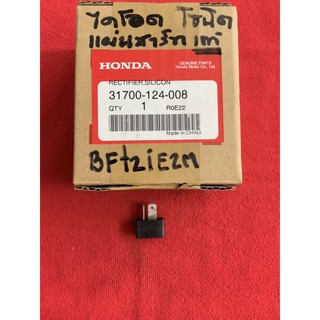 ไดโอด โซนิค
แผ่นชาร์ท แท้
HONDA
GENUINE PARTS
Honda Motor Co., Ltd.
RECTIFIER,SILICON
31700-124-008
QTY 1 R0E22
Made in CHINA